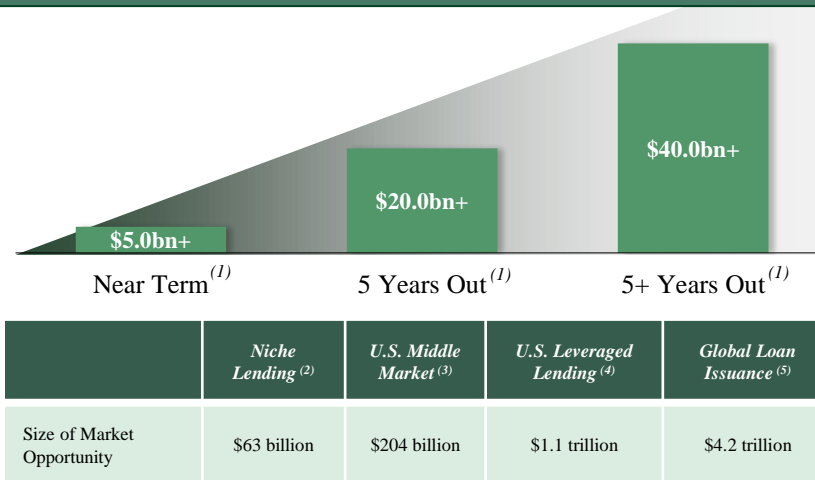 $5.0bn+
$20.0bn+
$40.0bn+
Near Term(1)
5 Years Out(1)
5+ Years Out(1)
Niche
Lending (2)
U.S. Middle
Market (3)
U.S. Leveraged
Lending (4)
Global Loan
Issuance (5)
Size of Market
Opportunity
$63 billion
$204 billion
$1.1 trillion
$4.2 trillion